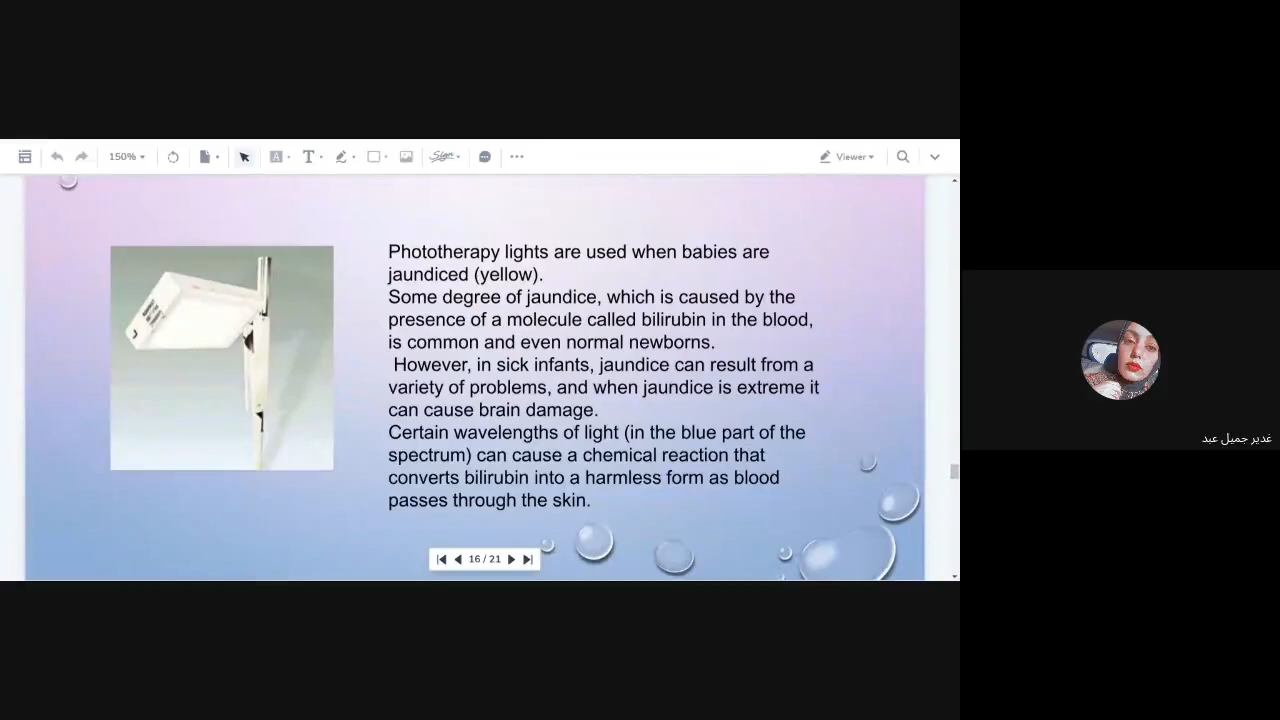 150%
A
T
Sign
Viewer
Phototherapy lights are used when babies are
jaundiced (yellow).
Some degree of jaundice, which is caused by the
presence of a molecule called bilirubin in the blood,
is common and even normal newborns.
However, in sick infants, jaundice can result from a
variety of problems, and when jaundice is extreme it
can cause brain damage.
Certain wavelengths of light (in the blue part of the
spectrum) can cause a chemical reaction that
converts bilirubin into a harmless form as blood
passes through the skin.
16 / 21
غدير جميل عبد